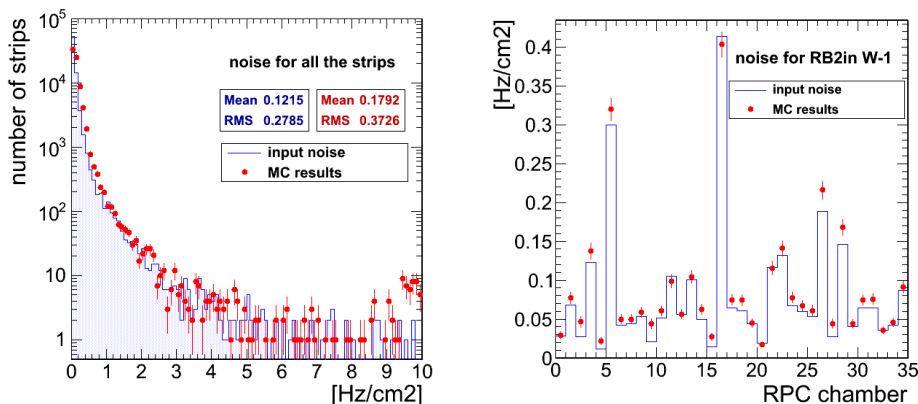 number of strips
10^5
10^4
10^3
10^2
10
1
noise for all the strips
Mean 0.1215
RMS 0.2785
Mean 0.1792
RMS 0.3726
input noise
MC results
0 1 2 3 4 5 6 7 8 9 10
[Hz/cm2]
[Hz/cm2]
0.4
0.35
0.3
0.25
0.2
0.15
0.1
0.05
0
noise for RB2in W-1
input noise
MC results
0 5 10 15 20 25 30 35
RPC chamber